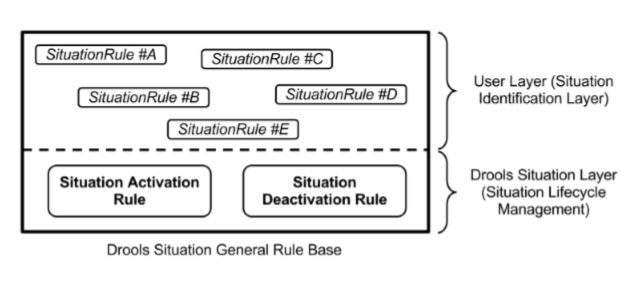 SituationRule #A
SituationRule #C
SituationRule #B
SituationRule #D
SituationRule #E
User Layer (Situation
Identification Layer)
Situation Activation
Rule
Situation
Deactivation Rule
Drools Situation Layer
(Situation Lifecycle
Management)
Drools Situation General Rule Base